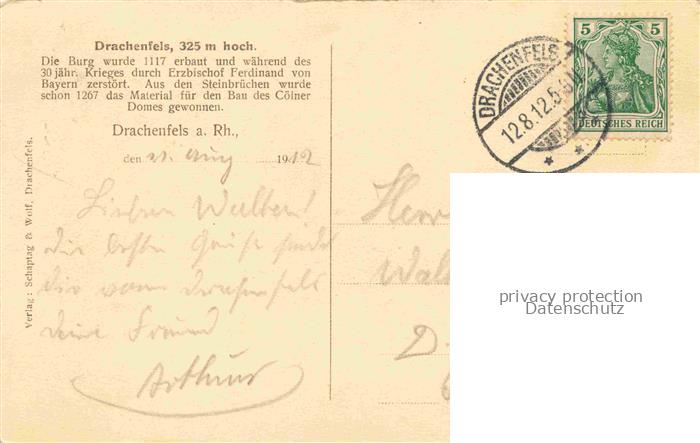 Drachenfels, 325 m hoch.
Die Burg wurde 1117 erbaut und während des
30jähr. Krieges durch Erzbischof Ferdinand von
Bayern zerstört. Aus den Steinbrüchen wurde
schon 1267 das Material für den Bau des Cölner
Domes gewonnen.
Drachenfels a. Rh.,
den Aug 1912
Lieber Walter!
Die besten Grüße sendet
dir vom Drachenfels
dein Freund
Arthur
Verlag: Schaptag & Wolf, Drachenfels.
5 5
DEUTSCHES REICH
DRACHENFELS
12.8.12.5
Herr
D
privacy protection
Datenschutz